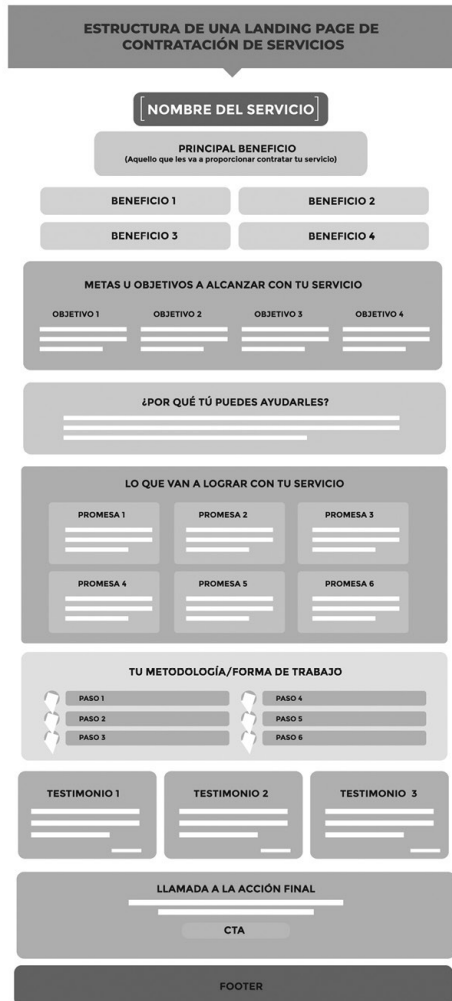 ESTRUCTURA DE UNA LANDING PAGE DE
CONTRATACIÓN DE SERVICIOS
[NOMBRE DEL SERVICIO]
PRINCIPAL BENEFICIO
(Aquello que les va a proporcionar contratar tu servicio)
BENEFICIO 1
BENEFICIO 2
BENEFICIO 3
BENEFICIO 4
METAS U OBJETIVOS A ALCANZAR CON TU SERVICIO
OBJETIVO 1
OBJETIVO 2
OBJETIVO 3
OBJETIVO 4
¿POR QUÉ TÚ PUEDES AYUDARLES?
LO QUE VAN A LOGRAR CON TU SERVICIO
PROMESA 1
PROMESA 2
PROMESA 3
PROMESA 4
PROMESA 5
PROMESA 6
TU METODOLOGÍA/FORMA DE TRABAJO
PASO 1
PASO 2
PASO 3
PASO 4
PASO 5
PASO 6
TESTIMONIO 1
TESTIMONIO 2
TESTIMONIO 3
LLAMADA A LA ACCIÓN FINAL
CTA
FOOTER